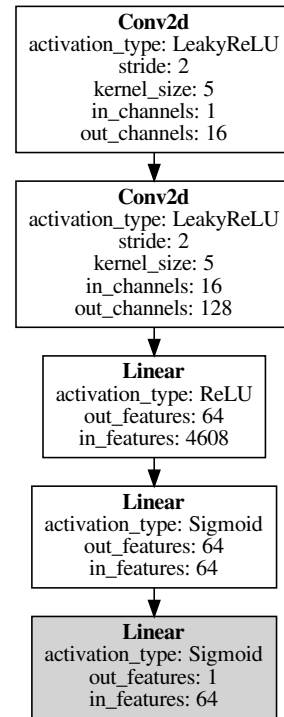 Conv2d
activation_type: LeakyReLU
stride: 2
kernel_size: 5
in_channels: 1
out_channels: 16
Conv2d
activation_type: LeakyReLU
stride: 2
kernel_size: 5
in_channels: 16
out_channels: 128
Linear
activation_type: ReLU
out_features: 64
in_features: 4608
Linear
activation_type: Sigmoid
out_features: 64
in_features: 64
Linear
activation_type: Sigmoid
out_features: 1
in_features: 64